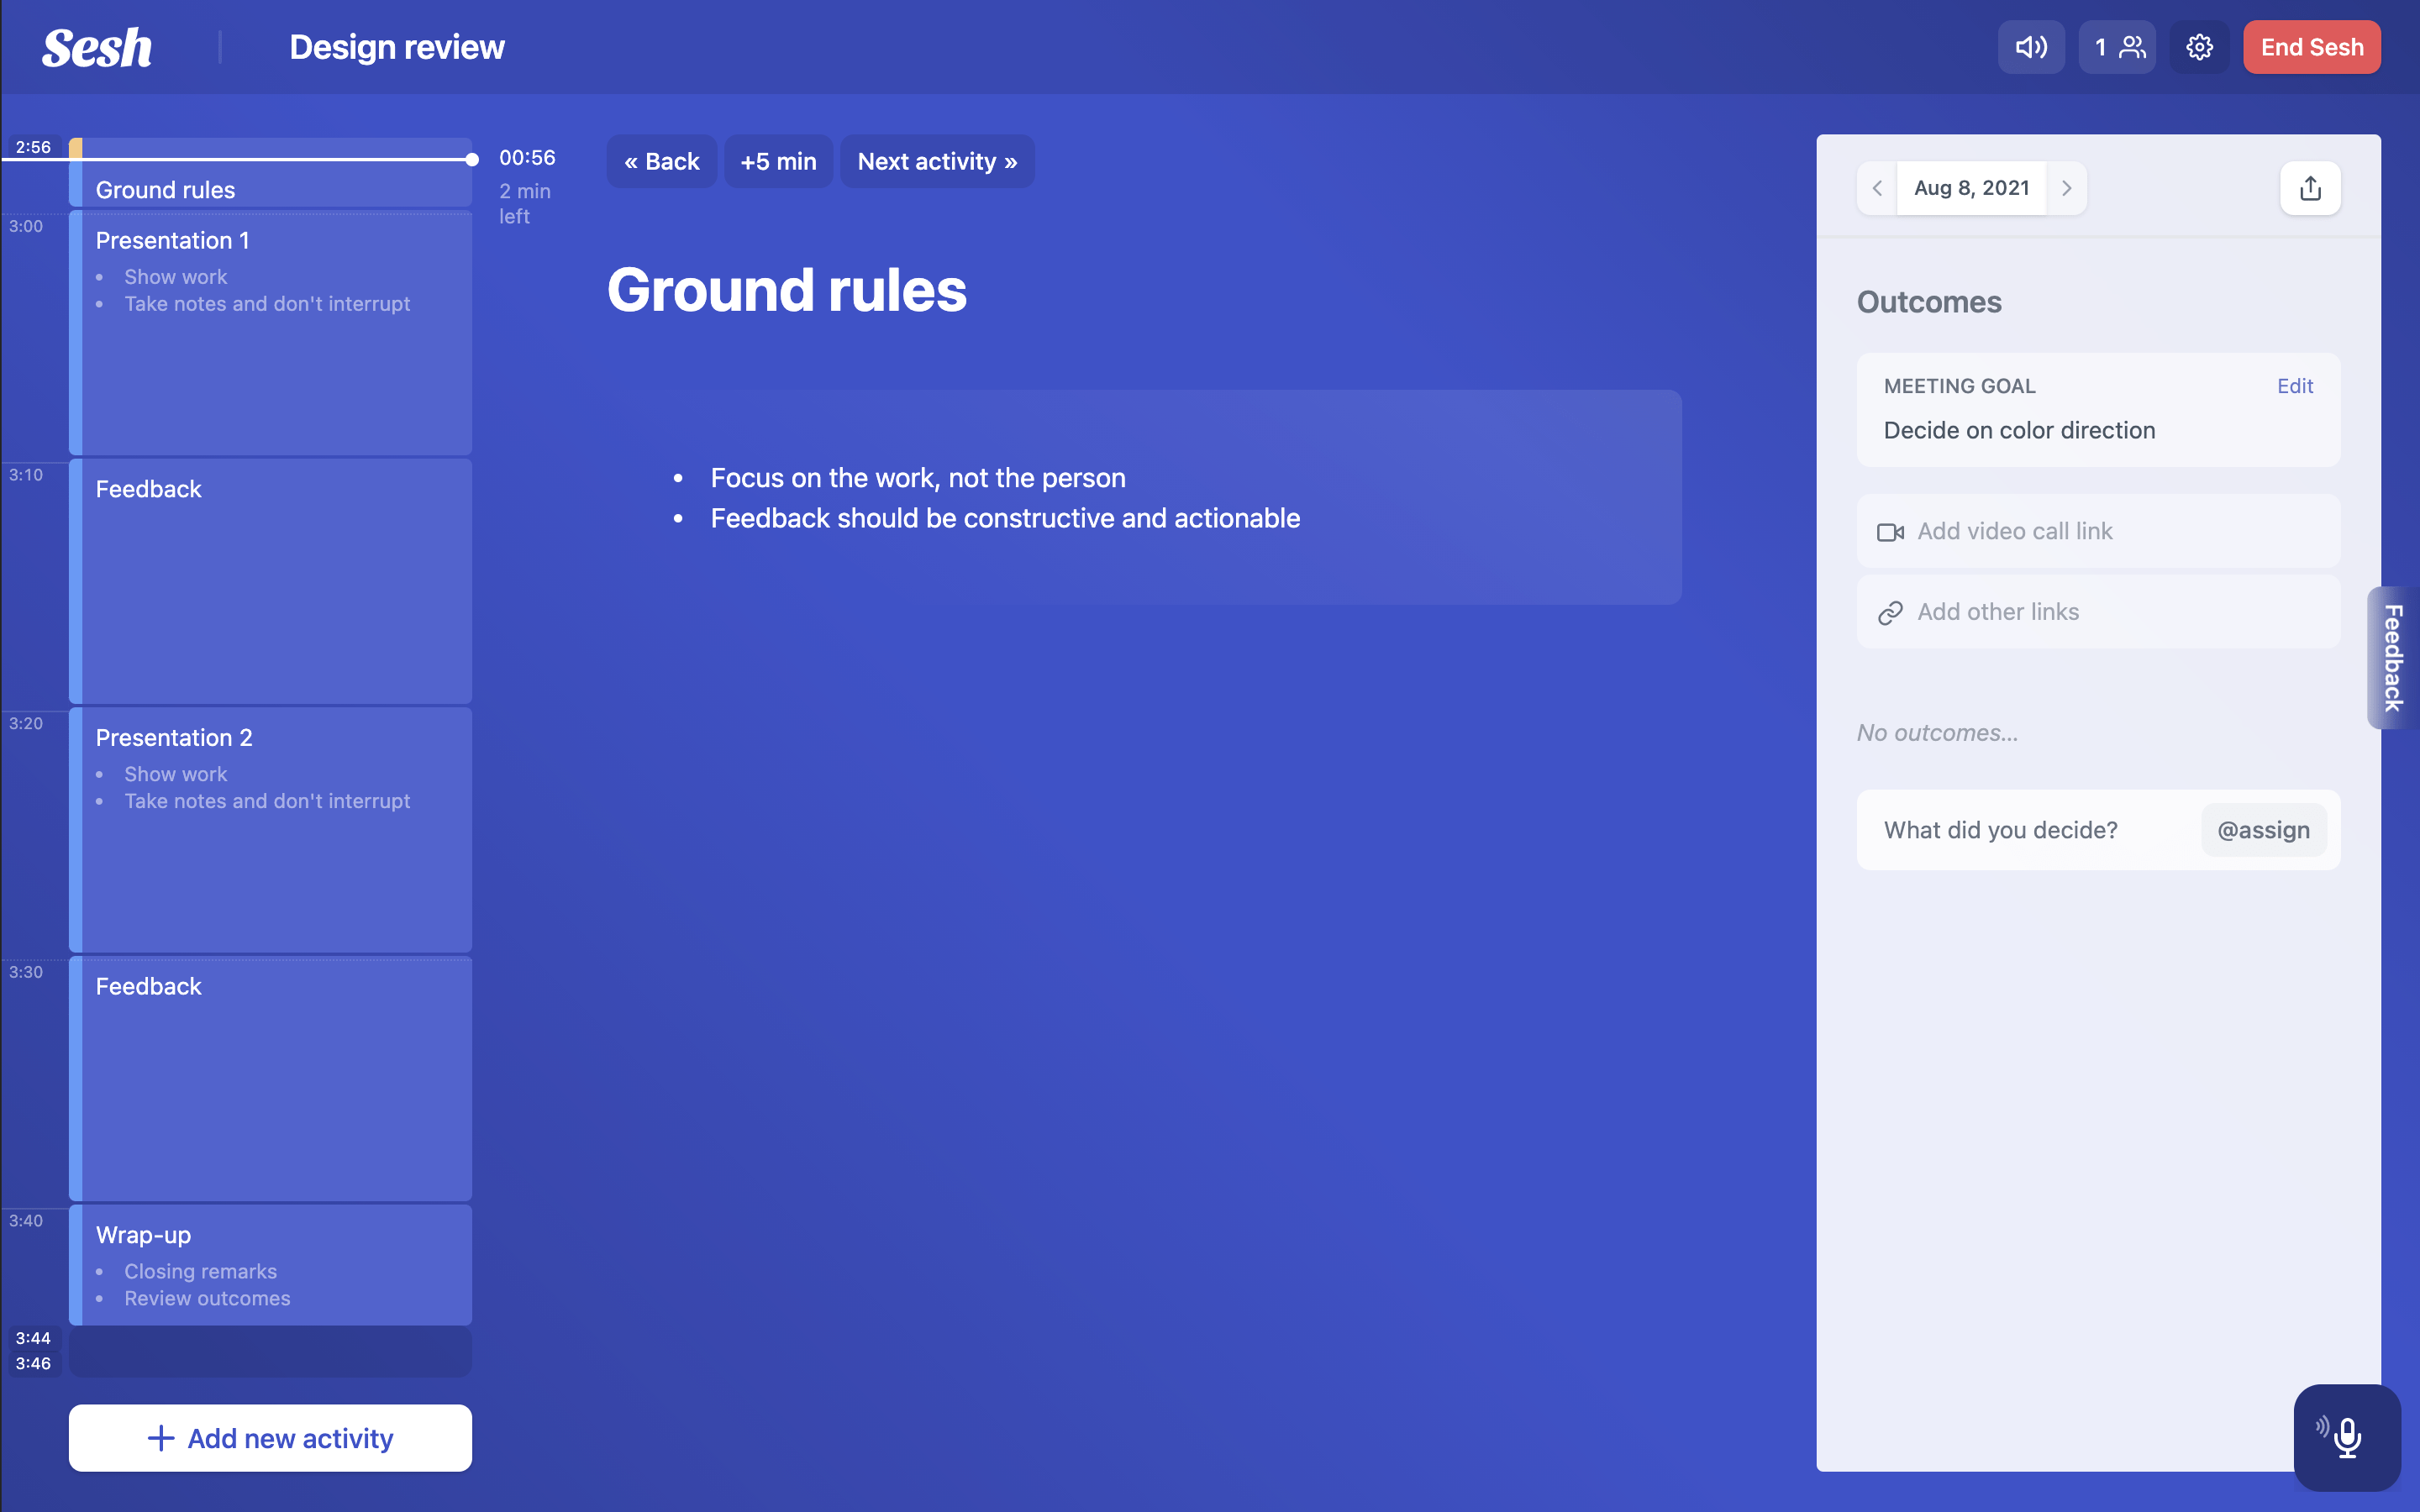 Sesh
Design review
1
End Sesh
2:56
Ground rules
3:00
Presentation 1
• Show work
• Take notes and don't interrupt
3:10
Feedback
3:20
Presentation 2
• Show work
• Take notes and don't interrupt
3:30
Feedback
3:40
Wrap-up
• Closing remarks
• Review outcomes
3:44
3:46
+ Add new activity
00:56
2 min
left
« Back
+5 min
Next activity »
Ground rules
• Focus on the work, not the person
• Feedback should be constructive and actionable
Aug 8, 2021
Outcomes
MEETING GOAL
Edit
Decide on color direction
Add video call link
Add other links
No outcomes...
What did you decide?
@assign
Feedback